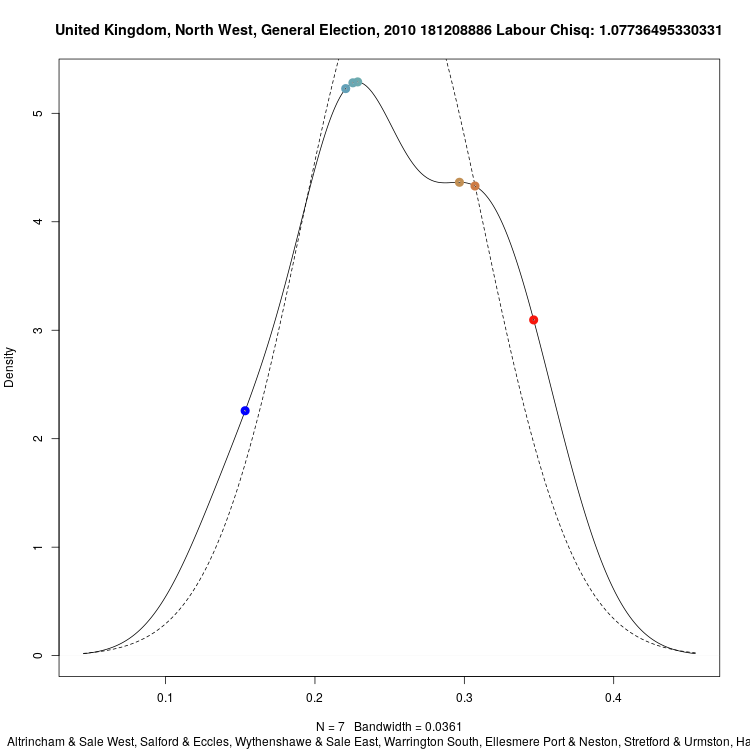 United Kingdom, North West, General Election, 2010 181208886 Labour Chisq: 1.07736495330331
Density
5
4
3
2
1
0
0.1 0.2 0.3 0.4
N = 7 Bandwidth = 0.0361
Altrincham & Sale West, Salford & Eccles, Wythenshawe & Sale East, Warrington South, Ellesmere Port & Neston, Stretford & Urmston, Ha